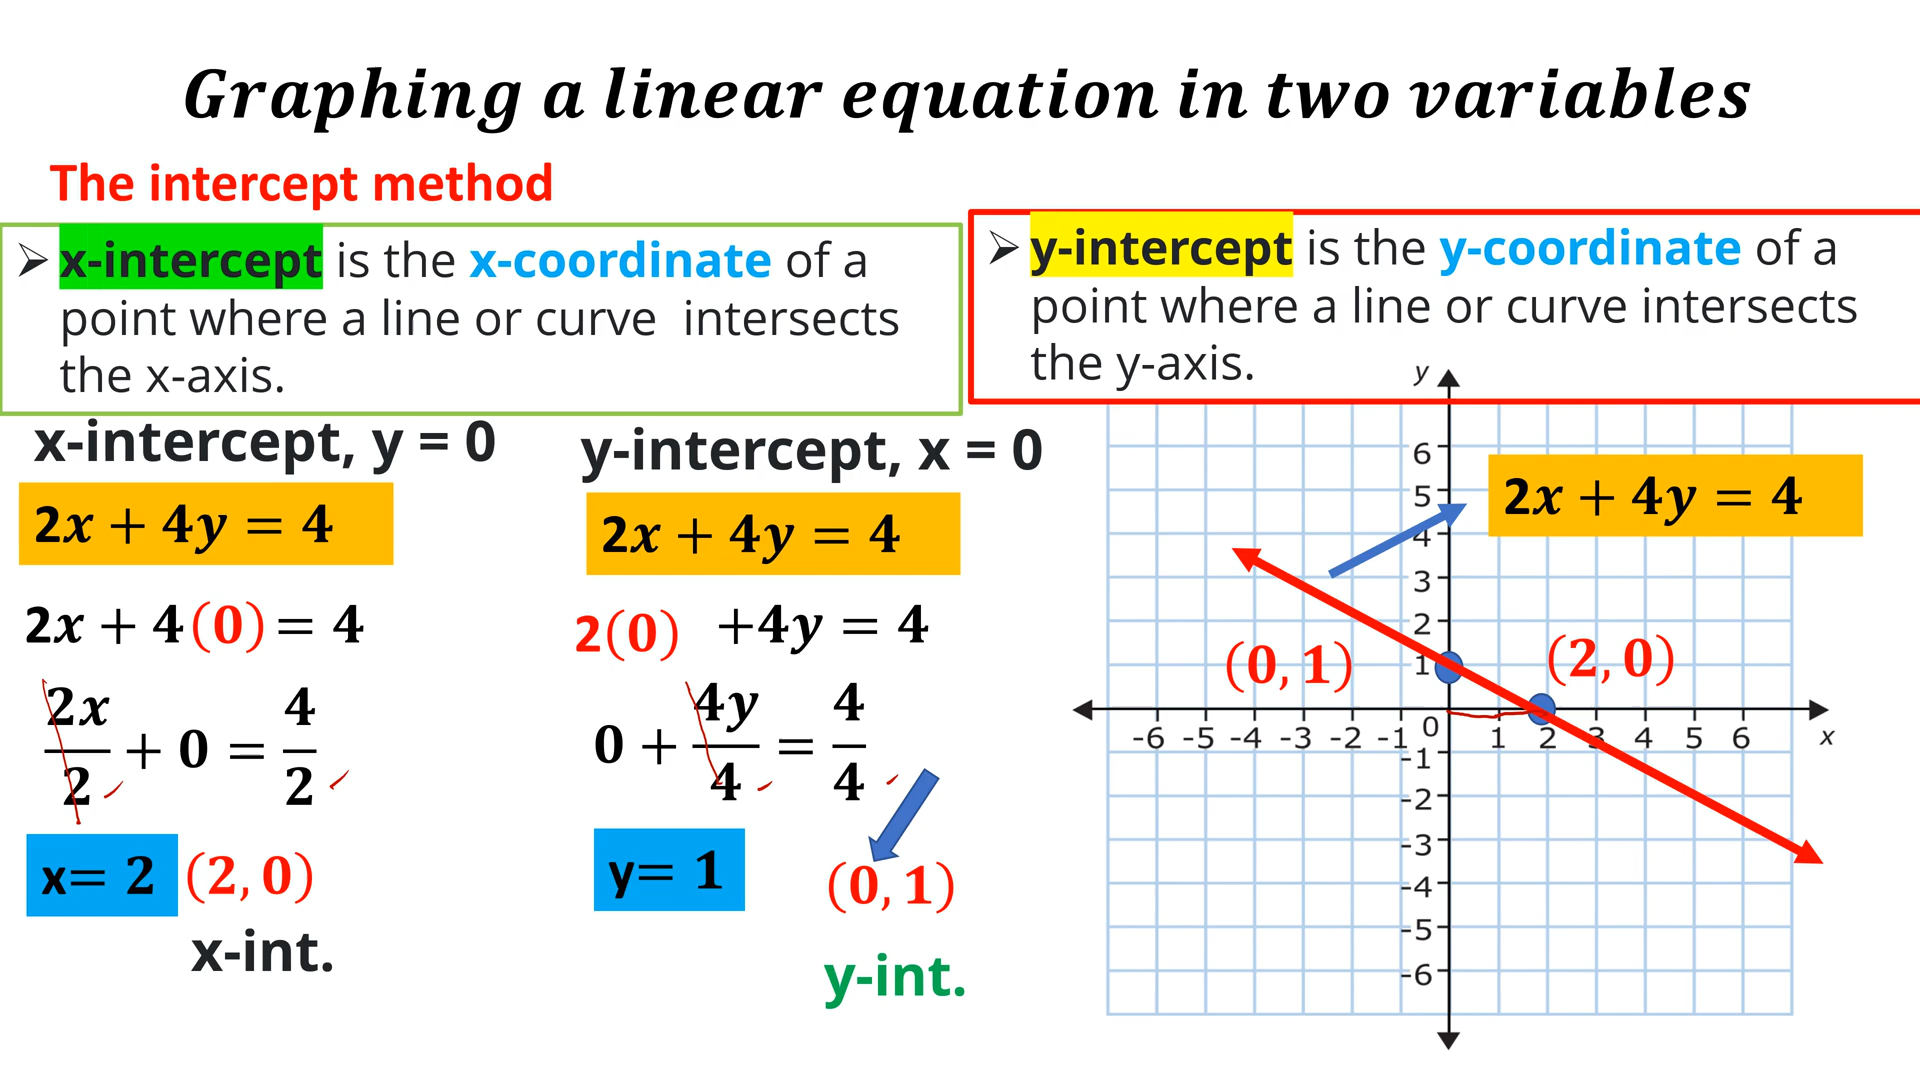 Graphing a linear equation in two variables
The intercept method
➢ x-intercept is the x-coordinate of a
point where a line or curve intersects
the x-axis.
➢ y-intercept is the y-coordinate of a
point where a line or curve intersects
the y-axis.
x-intercept, y = 0
2x + 4y = 4
2x + 4(0) = 4
2x/2 + 0 = 4/2
x= 2 (2, 0)
x-int.
y-intercept, x = 0
2x + 4y = 4
2(0) +4y = 4
0 + 4y/4 = 4/4
y= 1 (0, 1)
y-int.
y
6
5
4
3
2
1
2x + 4y = 4
(0, 1)
(2, 0)
-6 -5 -4 -3 -2 -1 0 1 2 3 4 5 6 x
-1
-2
-3
-4
-5
-6